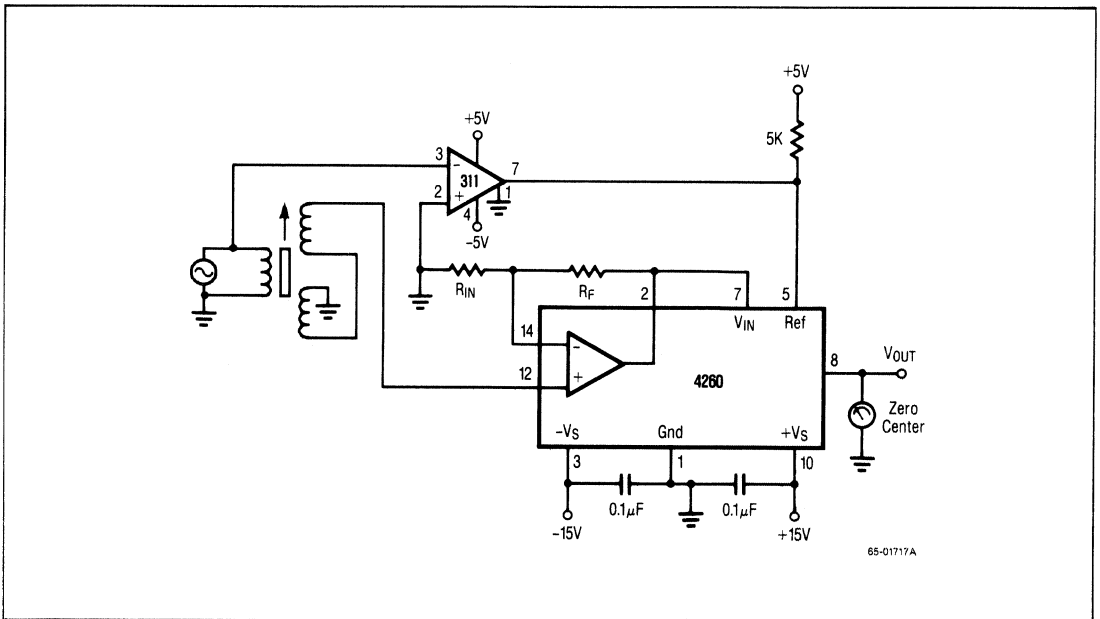 +5V
5K
+5V
3
-
311
7
2
+
1
4
-5V
RIN
RF
2
7
5
VIN
Ref
14
-
12
+
4260
8
VOUT
Zero
Center
-VS
Gnd
+VS
3
1
10
0.1μF
0.1μF
-15V
+15V
65-01717A